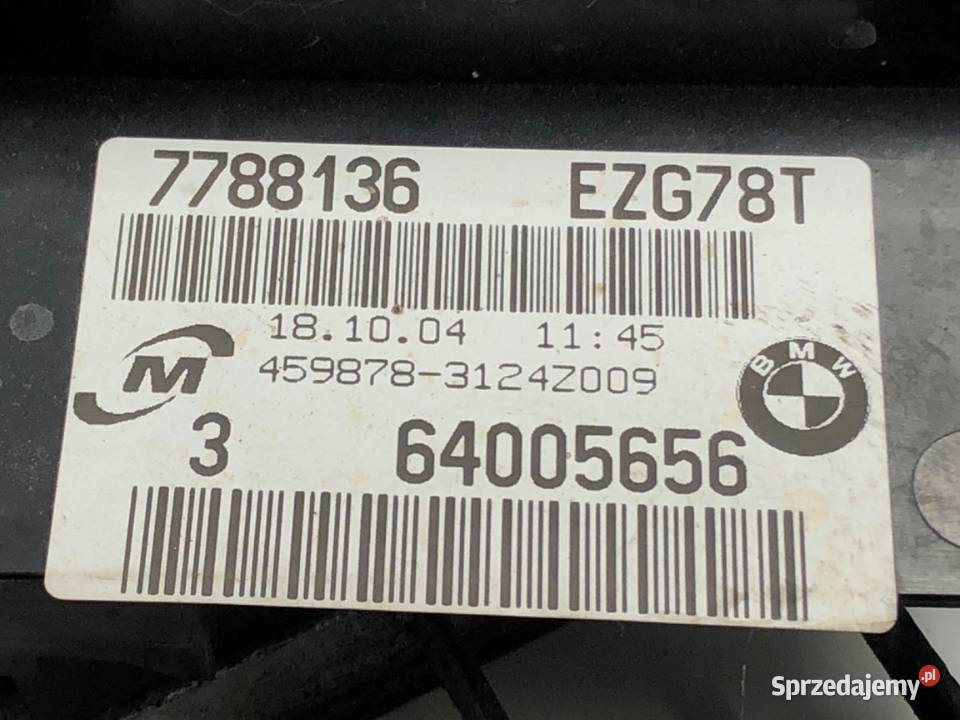 7788136 EZG78T
18.10.04 11:45
M
459878-3124Z009
BMW
3 64005656
Sprzedajemy.pl